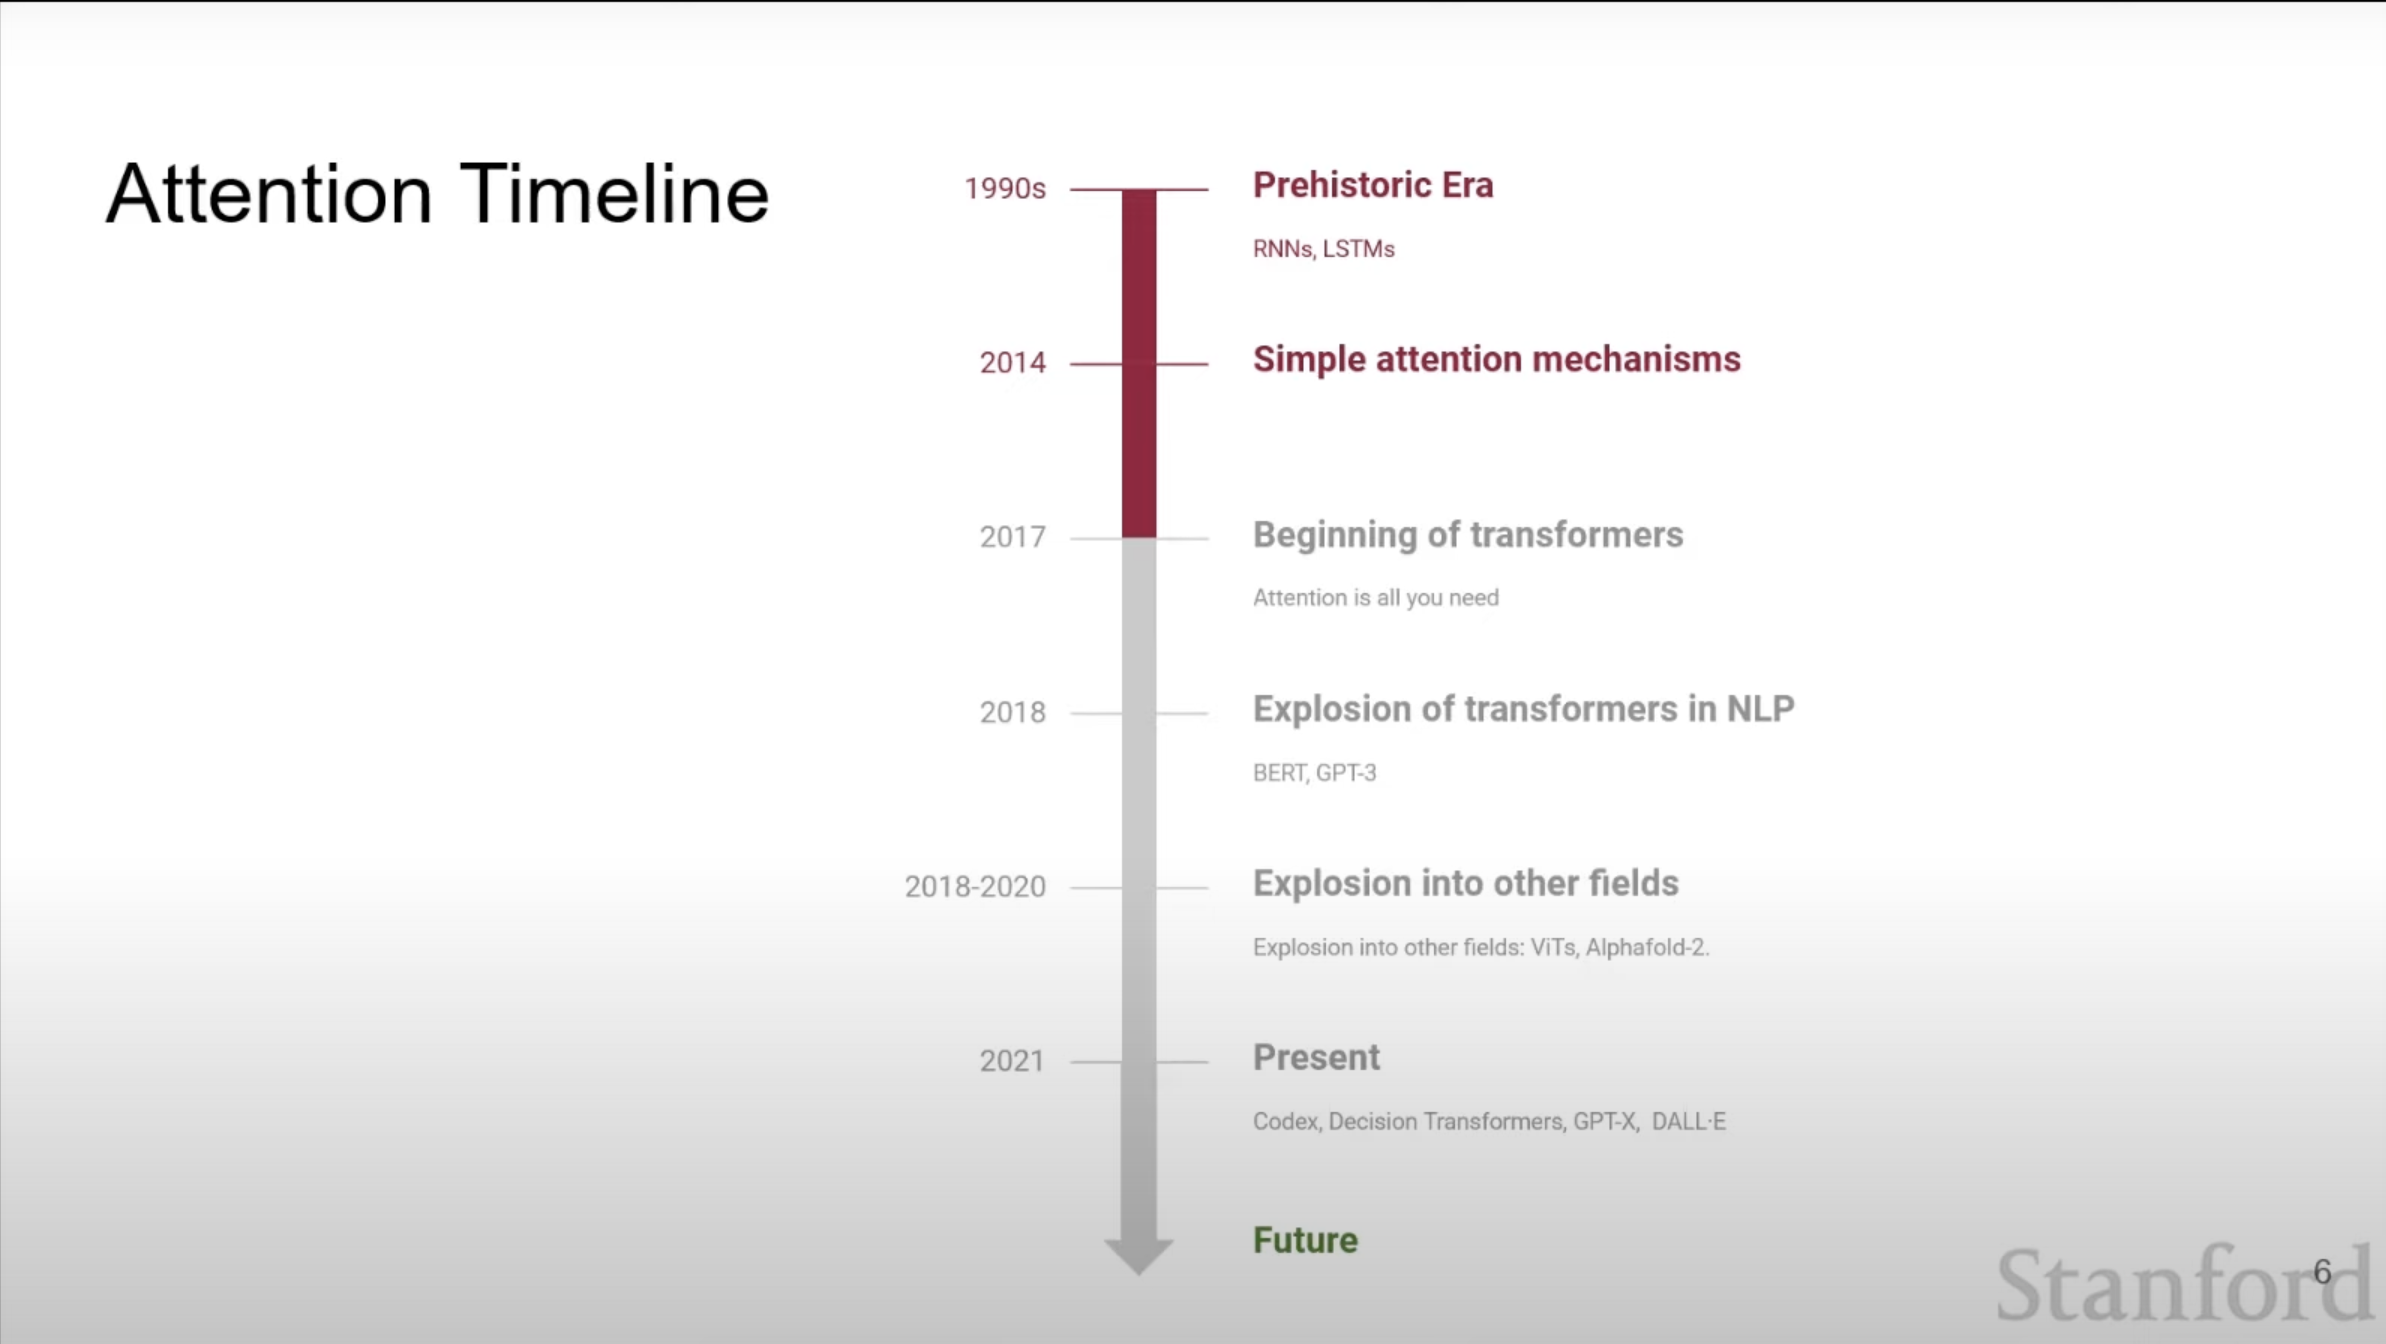 Attention Timeline
1990s
Prehistoric Era
RNNs, LSTMs
2014
Simple attention mechanisms
2017
Beginning of transformers
Attention is all you need
2018
Explosion of transformers in NLP
BERT, GPT-3
2018-2020
Explosion into other fields
Explosion into other fields: ViTs, Alphafold-2.
2021
Present
Codex, Decision Transformers, GPT-X, DALL·E
Future
Stanford
6